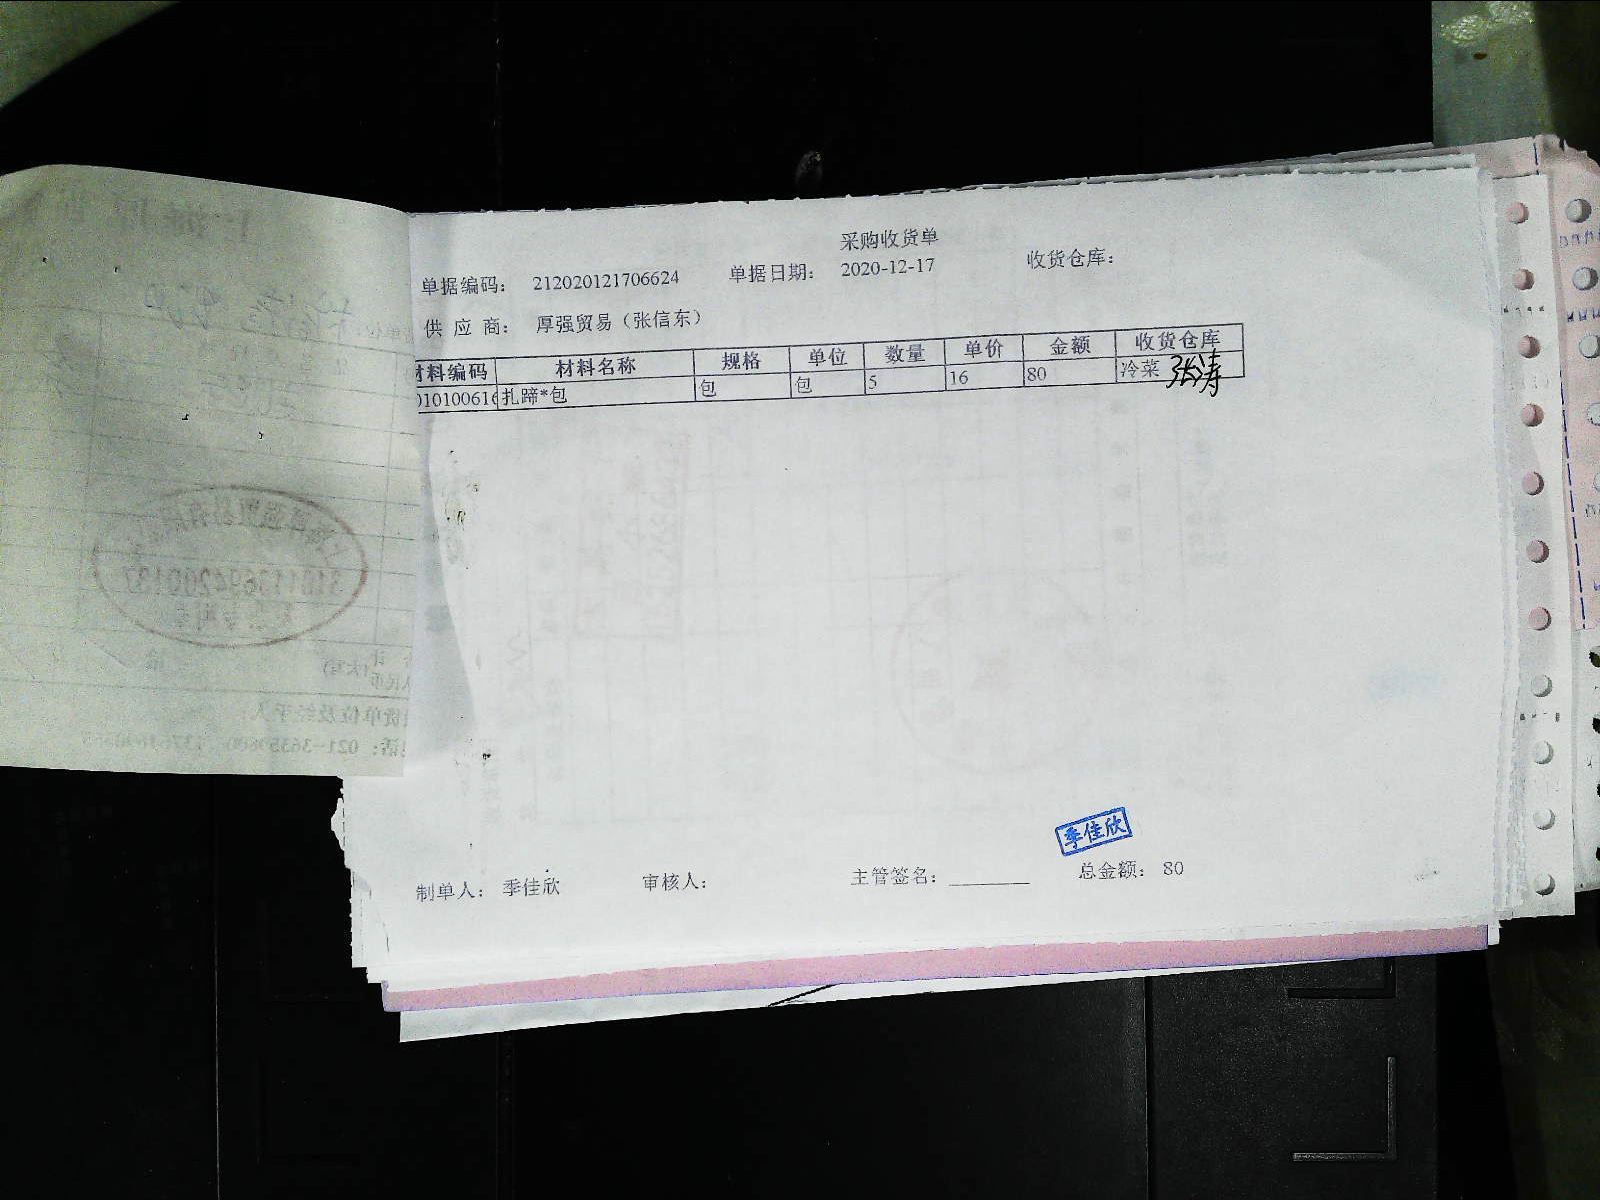 采购收货单
单据编码： 212020121706624 单据日期： 2020-12-17 收货仓库：
供 应 商： 厚强贸易（张信东）
材料编码 材料名称 规格 单位 数量 单价 金额 收货仓库
01010061 扎蹄*包 包 包 5 16 80 冷菜 张涛
季佳欣
制单人： 季佳欣 审核人： 主管签名： ________ 总金额： 80